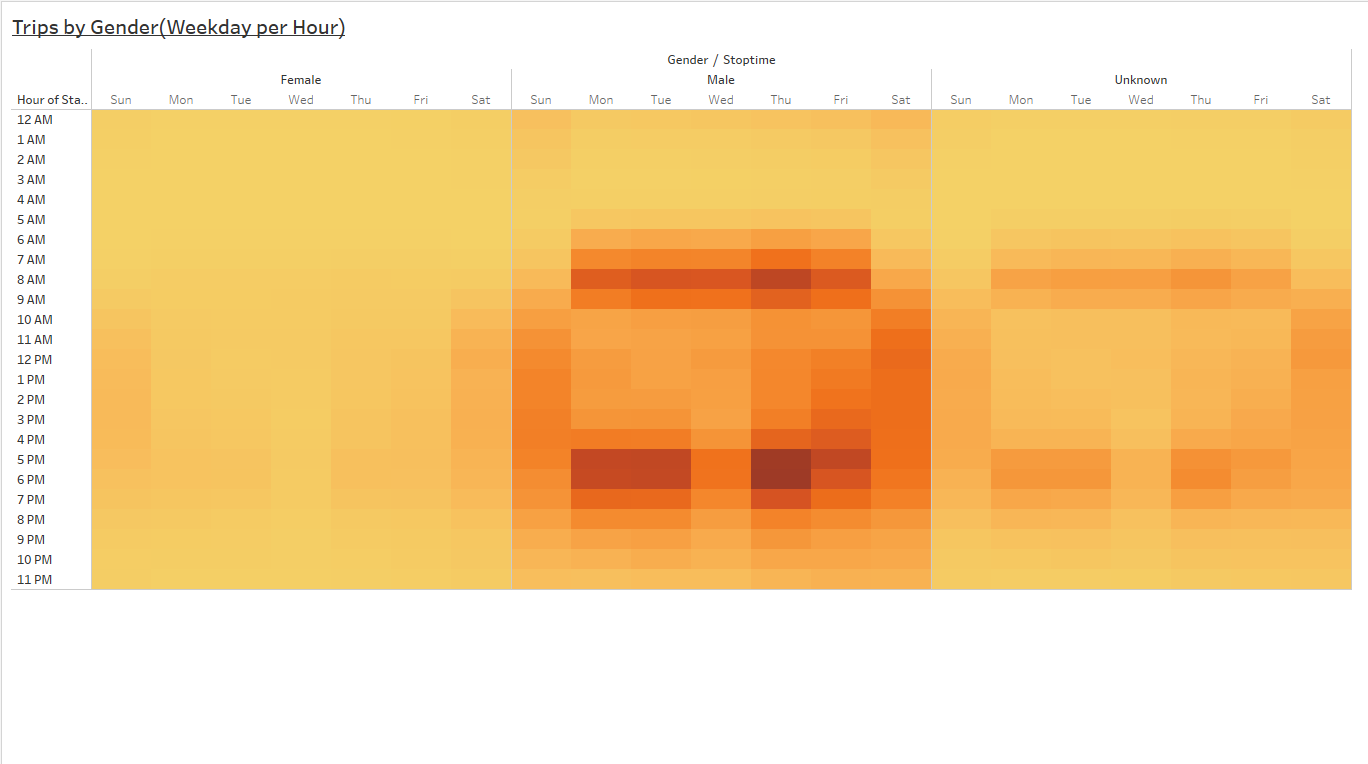 Trips by Gender(Weekday per Hour)
Gender / Stoptime
Female Male Unknown
Hour of Sta.. Sun Mon Tue Wed Thu Fri Sat Sun Mon Tue Wed Thu Fri Sat Sun Mon Tue Wed Thu Fri Sat
12 AM
1 AM
2 AM
3 AM
4 AM
5 AM
6 AM
7 AM
8 AM
9 AM
10 AM
11 AM
12 PM
1 PM
2 PM
3 PM
4 PM
5 PM
6 PM
7 PM
8 PM
9 PM
10 PM
11 PM